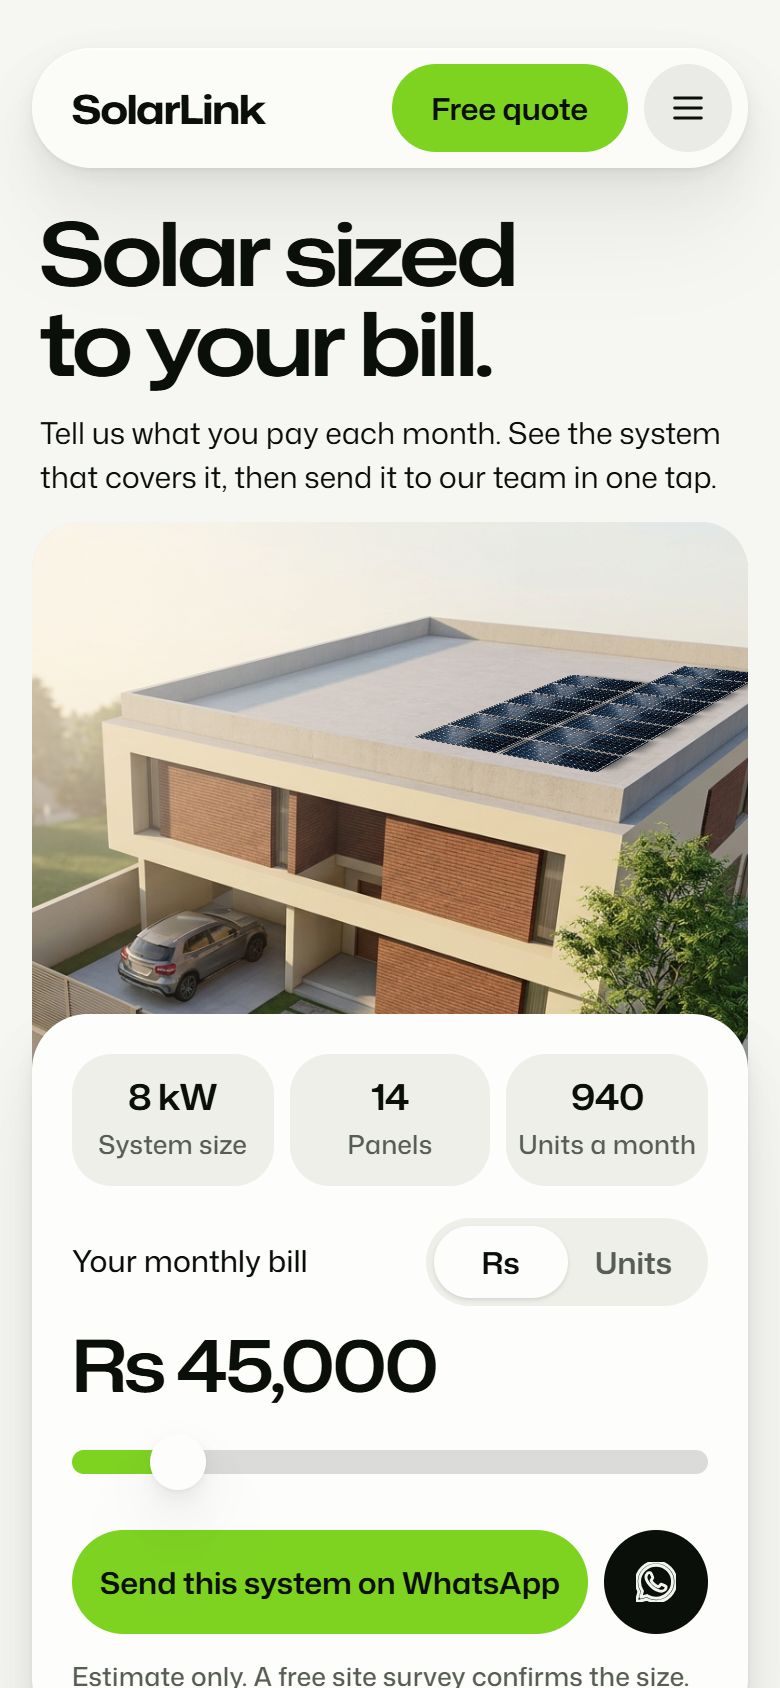 SolarLink
Free quote
Solar sized
to your bill.
Tell us what you pay each month. See the system
that covers it, then send it to our team in one tap.
8 kW
System size
14
Panels
940
Units a month
Your monthly bill
Rs
Units
Rs 45,000
Send this system on WhatsApp
Estimate only. A free site survey confirms the size.